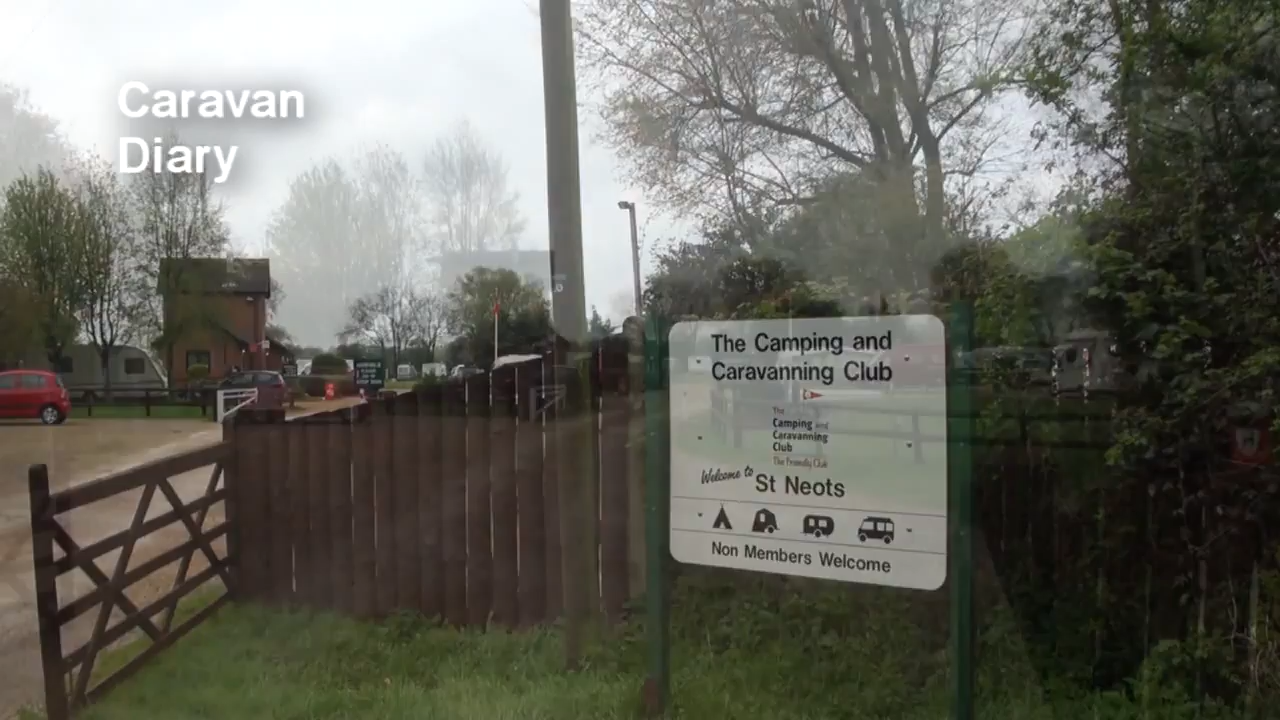 Caravan
Diary
The Camping and
Caravanning Club
The
Camping and
Caravanning
Club
The Friendly Club
Welcome to
St Neots
Non Members Welcome